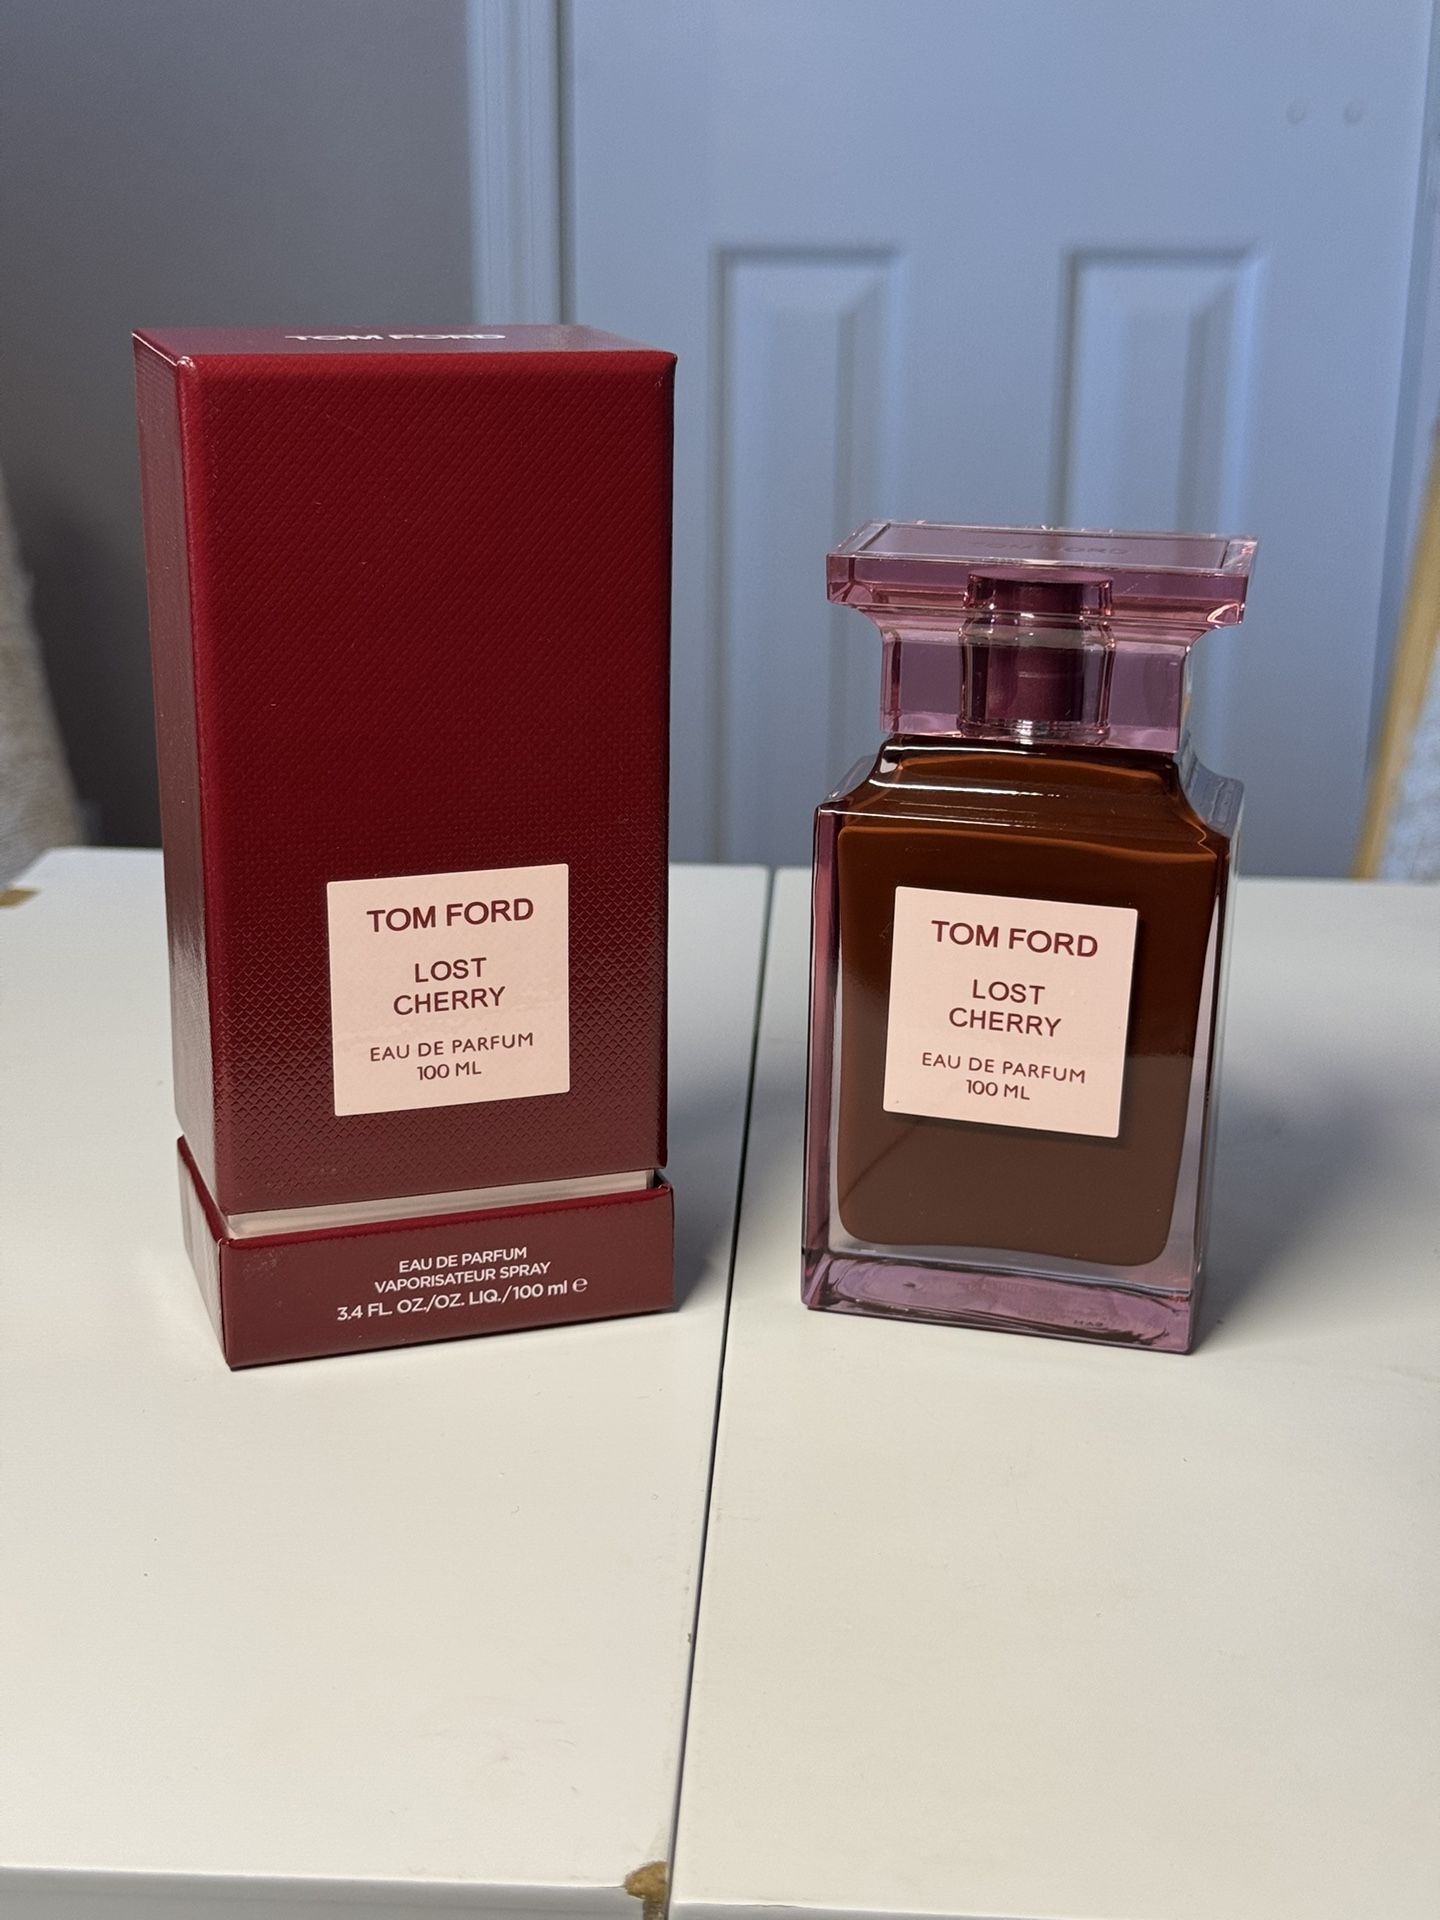 TOM FORD
TOM FORD
LOST
CHERRY
EAU DE PARFUM
100 ML
EAU DE PARFUM
VAPORISATEUR SPRAY
3.4 FL. OZ./OZ. LIQ./100 ml ℮
TOM FORD
TOM FORD
LOST
CHERRY
EAU DE PARFUM
100 ML